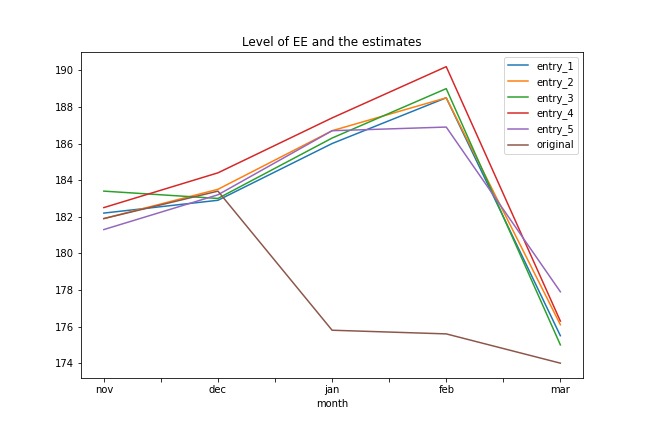 Level of EE and the estimates
190
188
186
184
182
180
178
176
174
nov dec jan feb mar
month
entry_1
entry_2
entry_3
entry_4
entry_5
original